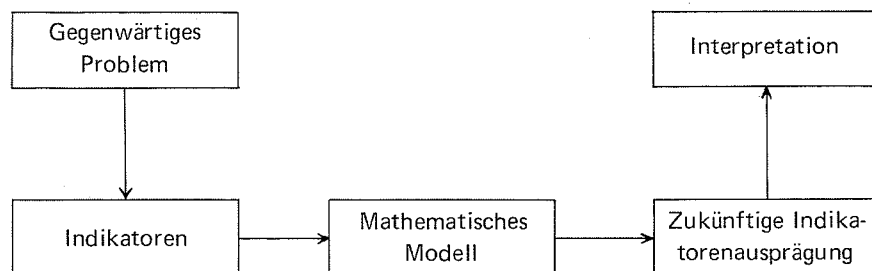 Gegenwärtiges
Problem
Interpretation
Indikatoren
Mathematisches
Modell
Zukünftige Indika-
torenausprägung